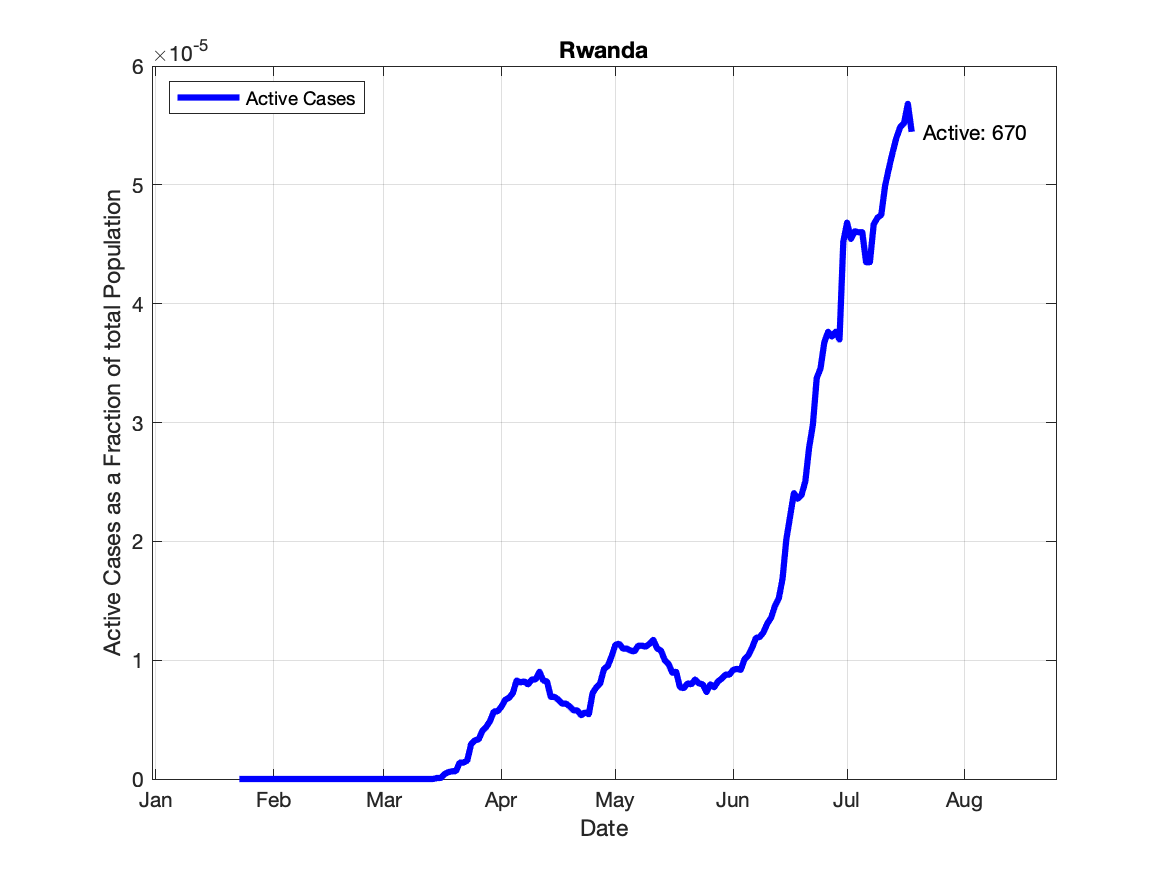 Rwanda
×10-5
6
5
4
3
2
1
0
Active Cases
Active: 670
Active Cases as a Fraction of total Population
Jan Feb Mar Apr May Jun Jul Aug
Date